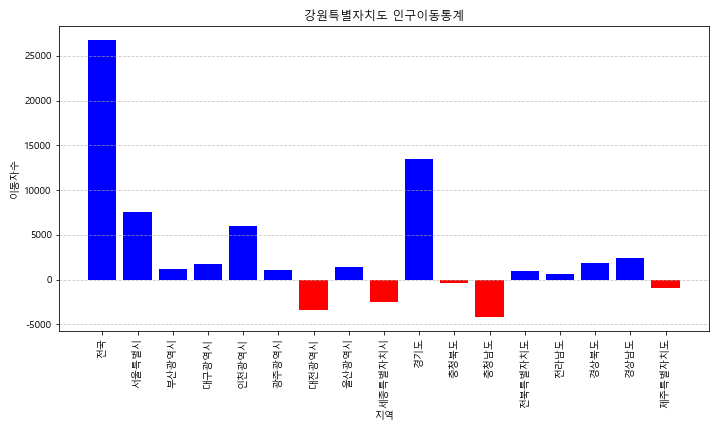 강원특별자치도 인구이동통계
이동자수
25000
20000
15000
10000
5000
0
-5000
전국
서울특별시
부산광역시
대구광역시
인천광역시
광주광역시
대전광역시
울산광역시
세종특별자치시
경기도
충청북도
충청남도
전북특별자치도
전라남도
경상북도
경상남도
제주특별자치도
지역